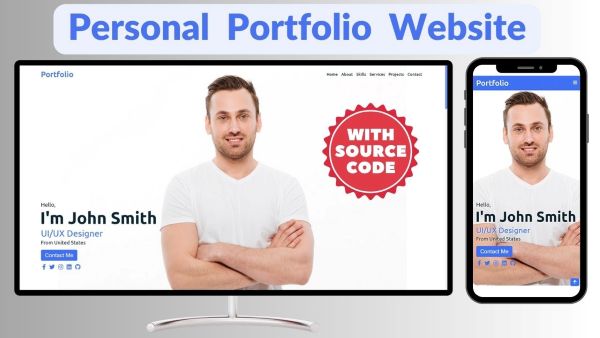 Personal Portfolio Website
Portfolio
Home About Skills Services Projects Contact
WITH
SOURCE
CODE
Hello,
I'm John Smith
UI/UX Designer
From United States
Contact Me
Portfolio
Hello,
I'm John Smith
UI/UX Designer
From United States
Contact Me